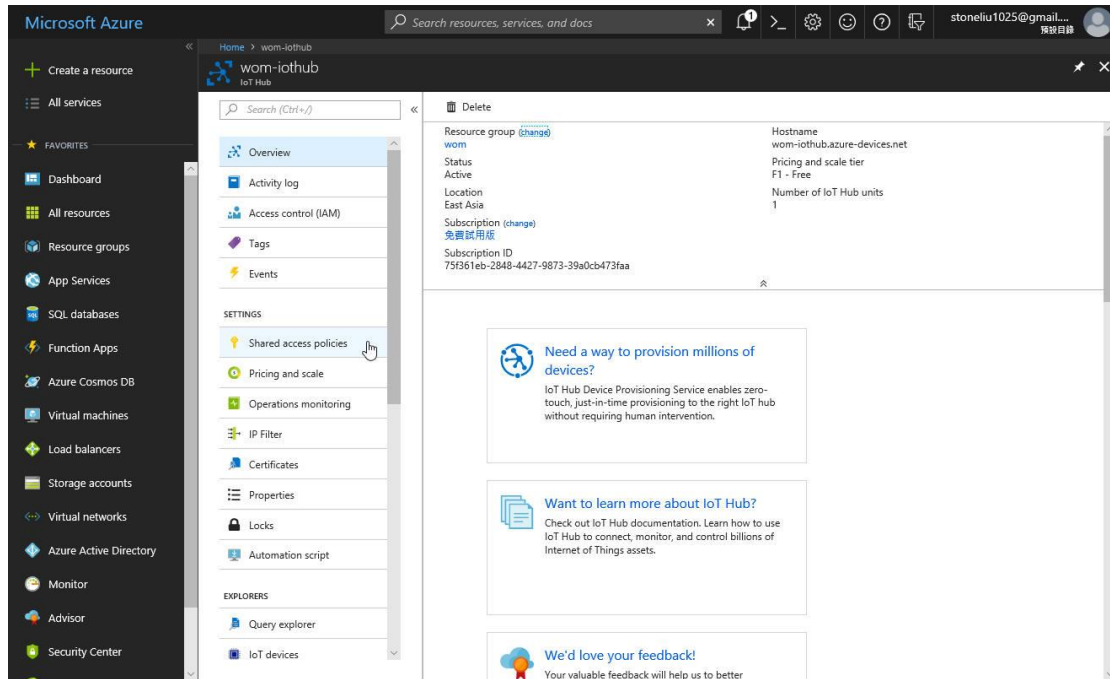 Microsoft Azure
Search resources, services, and docs
1
stoneliu1025@gmail....
預設目錄
Create a resource
All services
FAVORITES
Dashboard
All resources
Resource groups
App Services
SQL databases
Function Apps
Azure Cosmos DB
Virtual machines
Load balancers
Storage accounts
Virtual networks
Azure Active Directory
Monitor
Advisor
Security Center
Home > wom-iothub
wom-iothub
IoT Hub
Search (Ctrl+/)
Overview
Activity log
Access control (IAM)
Tags
Events
SETTINGS
Shared access policies
Pricing and scale
Operations monitoring
IP Filter
Certificates
Properties
Locks
Automation script
EXPLORERS
Query explorer
IoT devices
Delete
Resource group (change)
wom
Status
Active
Location
East Asia
Subscription (change)
免費試用版
Subscription ID
75f361eb-2848-4427-9873-39a0cb473faa
Hostname
wom-iothub.azure-devices.net
Pricing and scale tier
F1 - Free
Number of IoT Hub units
1
Need a way to provision millions of
devices?
IoT Hub Device Provisioning Service enables zero-
touch, just-in-time provisioning to the right IoT hub
without requiring human intervention.
Want to learn more about IoT Hub?
Check out IoT Hub documentation. Learn how to use
IoT Hub to connect, monitor, and control billions of
Internet of Things assets.
We'd love your feedback!
Your valuable feedback will help us to better